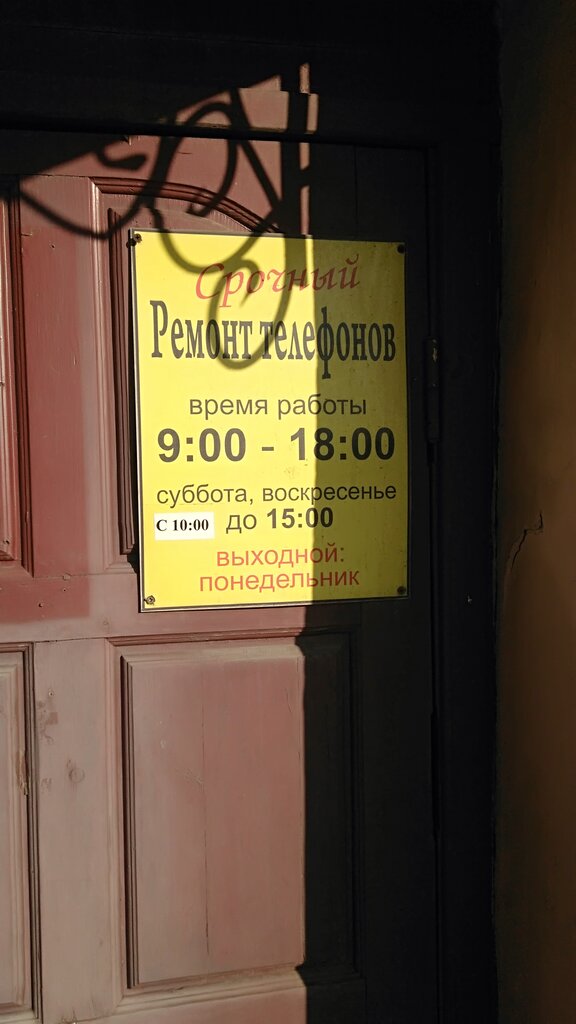 Срочный
Ремонт телефонов
время работы
9:00 - 18:00
суббота, воскресенье
С 10:00 до 15:00
выходной:
понедельник